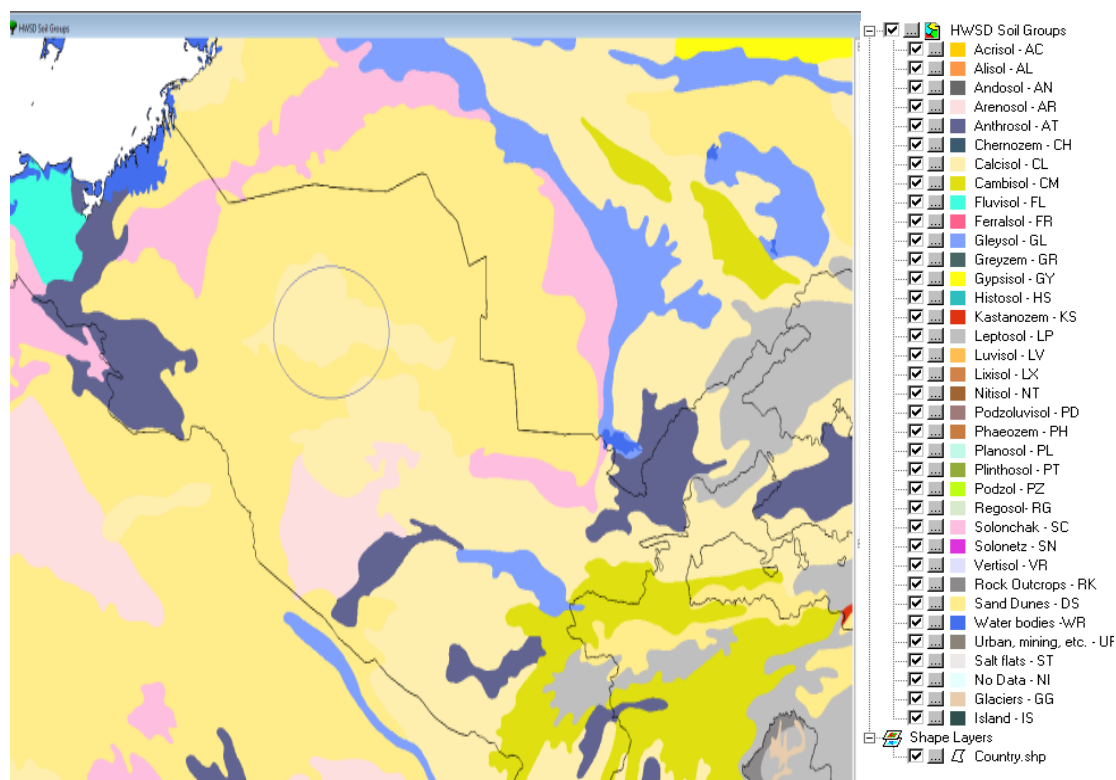 HWSD Soil Groups
HWSD Soil Groups
Acrisol - AC
Alisol - AL
Andosol - AN
Arenosol - AR
Anthrosol - AT
Chernozem - CH
Calcisol - CL
Cambisol - CM
Fluvisol - FL
Ferralsol - FR
Gleysol - GL
Greyzem - GR
Gypsisol - GY
Histosol - HS
Kastanozem - KS
Leptosol - LP
Luvisol - LV
Lixisol - LX
Nitisol - NT
Podzoluvisol - PD
Phaeozem - PH
Planosol - PL
Plinthosol - PT
Podzol - PZ
Regosol - RG
Solonchak - SC
Solonetz - SN
Vertisol - VR
Rock Outcrops - RK
Sand Dunes - DS
Water bodies -WR
Urban, mining, etc. - UR
Salt flats - ST
No Data - NI
Glaciers - GG
Island - IS
Shape Layers
Country.shp